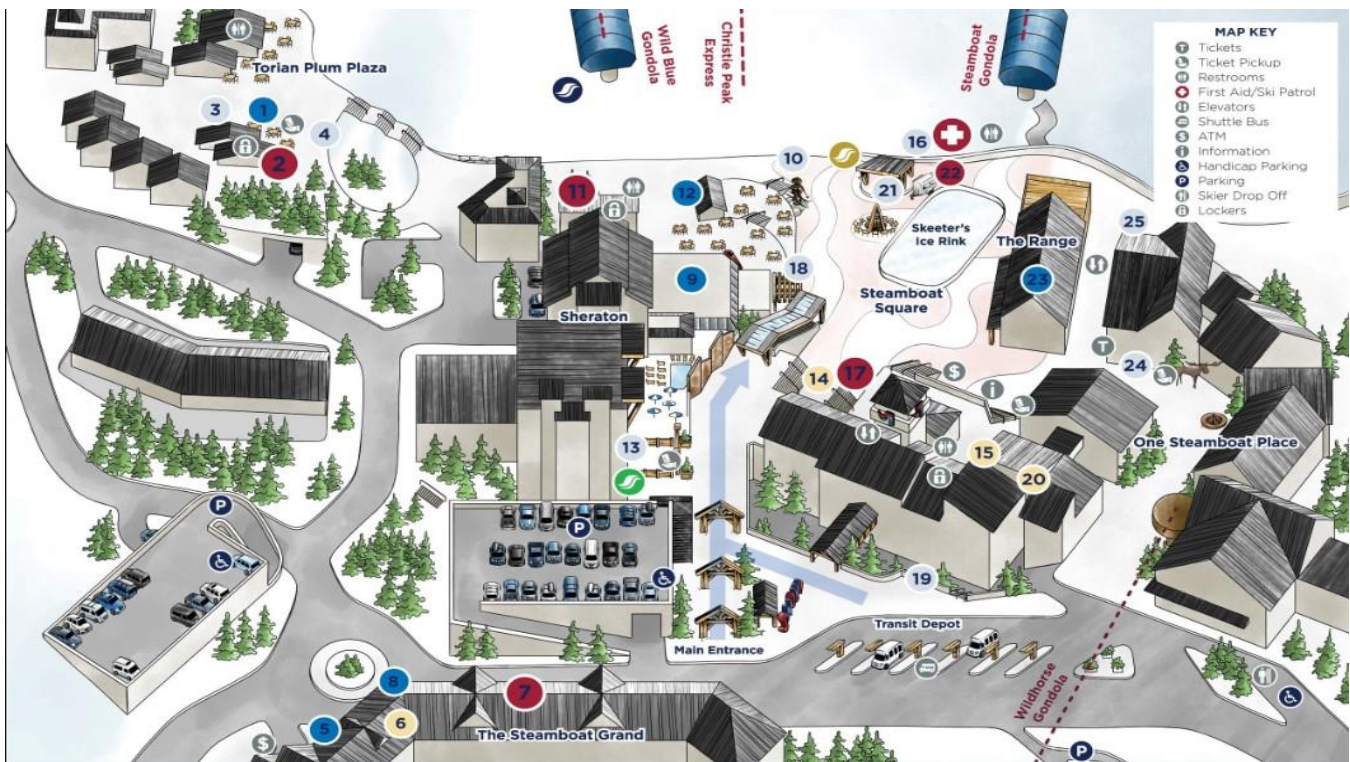 Torian Plum Plaza
3
1
4
2
Wild Blue
Gondola
Christie Peak
Express
Steamboat
Gondola
MAP KEY
T Tickets
Ticket Pickup
Restrooms
First Aid/Ski Patrol
Elevators
Shuttle Bus
$ ATM
i Information
Handicap Parking
P Parking
Skier Drop Off
Lockers
10
16
11
12
21
22
Skeeter's
Ice Rink
The Range
25
18
9
23
Sheraton
Steamboat
Square
T
24
14
17
$
i
13
15
One Steamboat Place
20
P
P
19
Transit Depot
Main Entrance
Wildhorse
Gondola
8
7
5
6
The Steamboat Grand
$
P